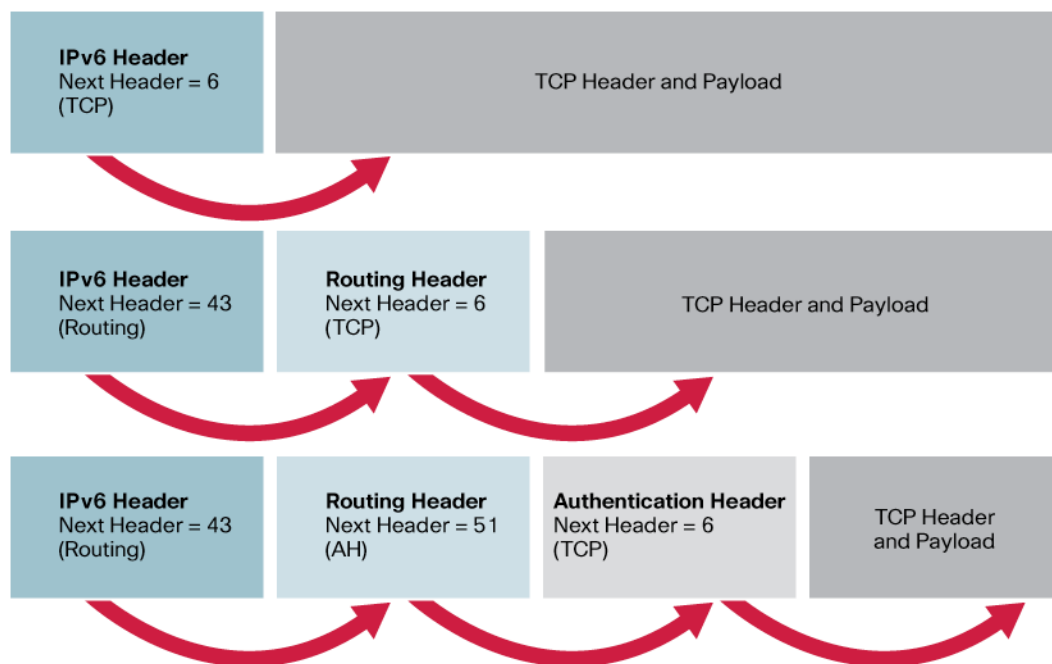 IPv6 Header
Next Header = 6
(TCP)
TCP Header and Payload
IPv6 Header
Next Header = 43
(Routing)
Routing Header
Next Header = 6
(TCP)
TCP Header and Payload
IPv6 Header
Next Header = 43
(Routing)
Routing Header
Next Header = 51
(AH)
Authentication Header
Next Header = 6
(TCP)
TCP Header
and Payload